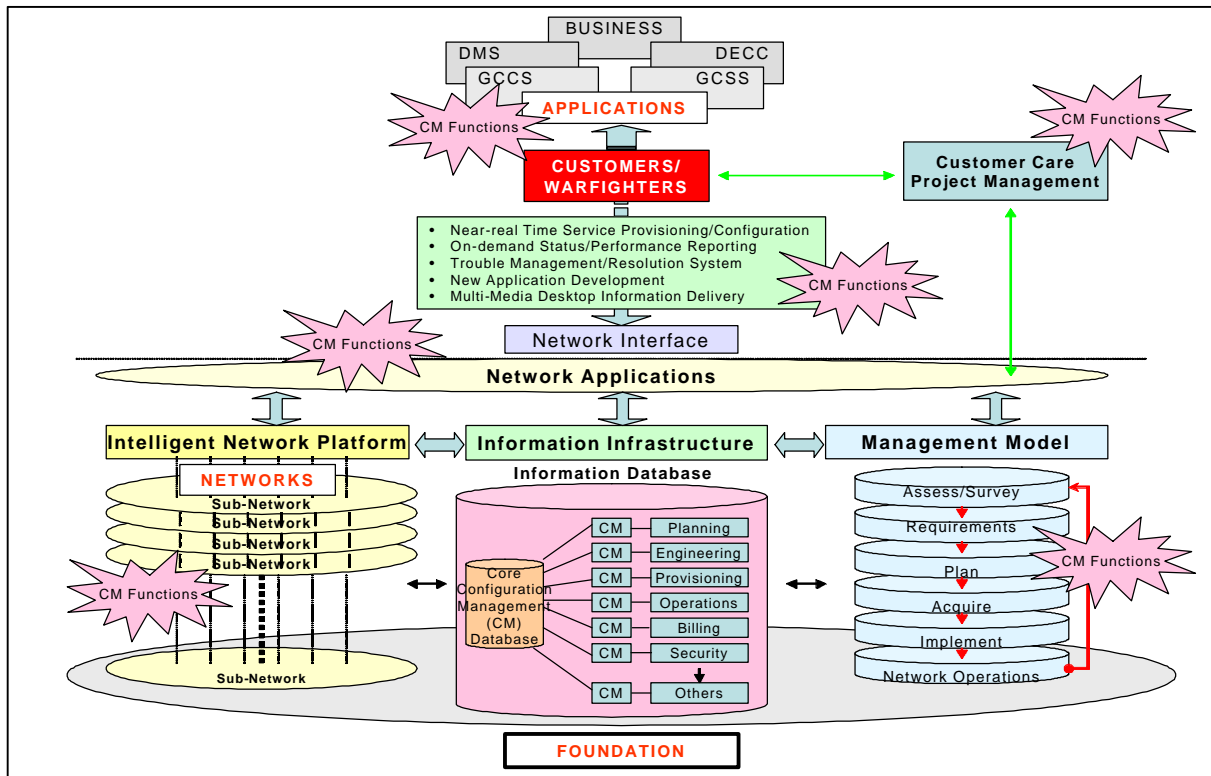 BUSINESS
DMS
DECC
GCCS
GCSS
APPLICATIONS
CM Functions
CM Functions
CUSTOMERS/
WARFIGHTERS
Customer Care
Project Management
• Near-real Time Service Provisioning/Configuration
• On-demand Status/Performance Reporting
• Trouble Management/Resolution System
• New Application Development
• Multi-Media Desktop Information Delivery
CM Functions
CM Functions
Network Interface
Network Applications
Intelligent Network Platform
Information Infrastructure
Management Model
NETWORKS
Sub-Network
Sub-Network
Sub-Network
Sub-Network
CM Functions
Sub-Network
Information Database
Core
Configuration
Management
(CM)
Database
CM Planning
CM Engineering
CM Provisioning
CM Operations
CM Billing
CM Security
CM Others
Assess/Survey
Requirements
Plan
Acquire
Implement
Network Operations
CM Functions
FOUNDATION